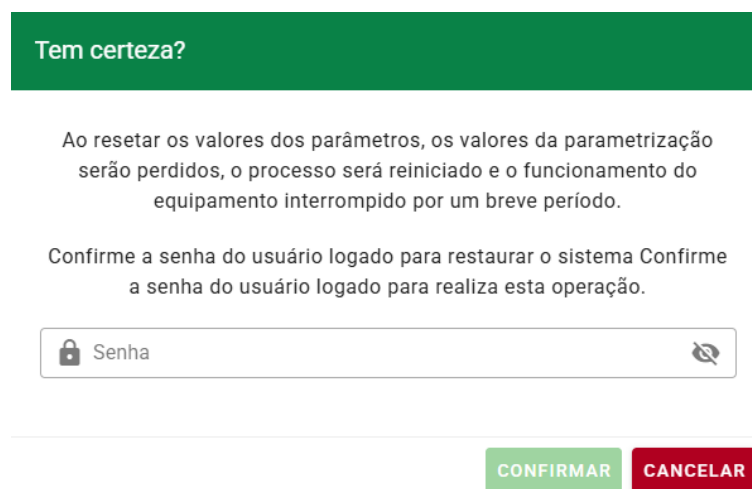 Tem certeza?
Ao resetar os valores dos parâmetros, os valores da parametrização
serão perdidos, o processo será reiniciado e o funcionamento do
equipamento interrompido por um breve período.
Confirme a senha do usuário logado para restaurar o sistema Confirme
a senha do usuário logado para realiza esta operação.
Senha
CONFIRMAR CANCELAR